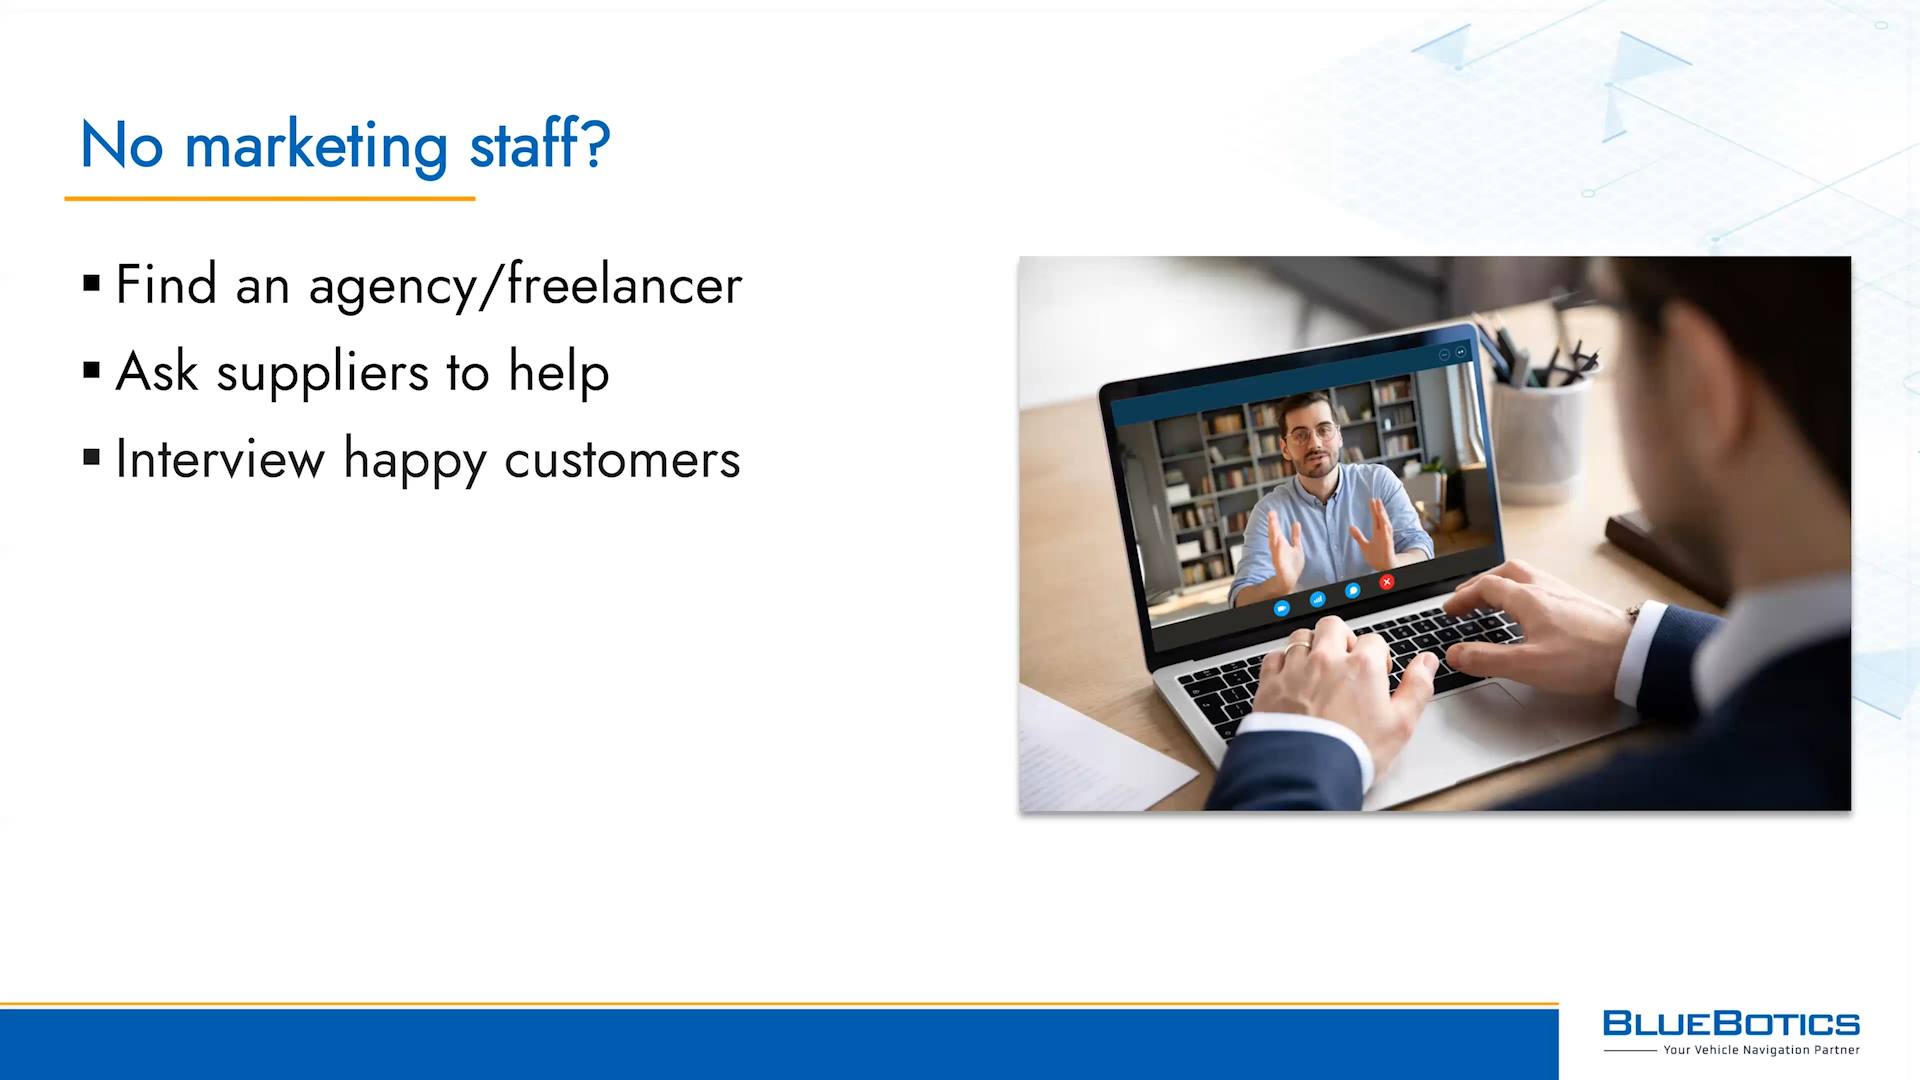 No marketing staff?
▪ Find an agency/freelancer
▪ Ask suppliers to help
▪ Interview happy customers
BLUEBOTICS
Your Vehicle Navigation Partner